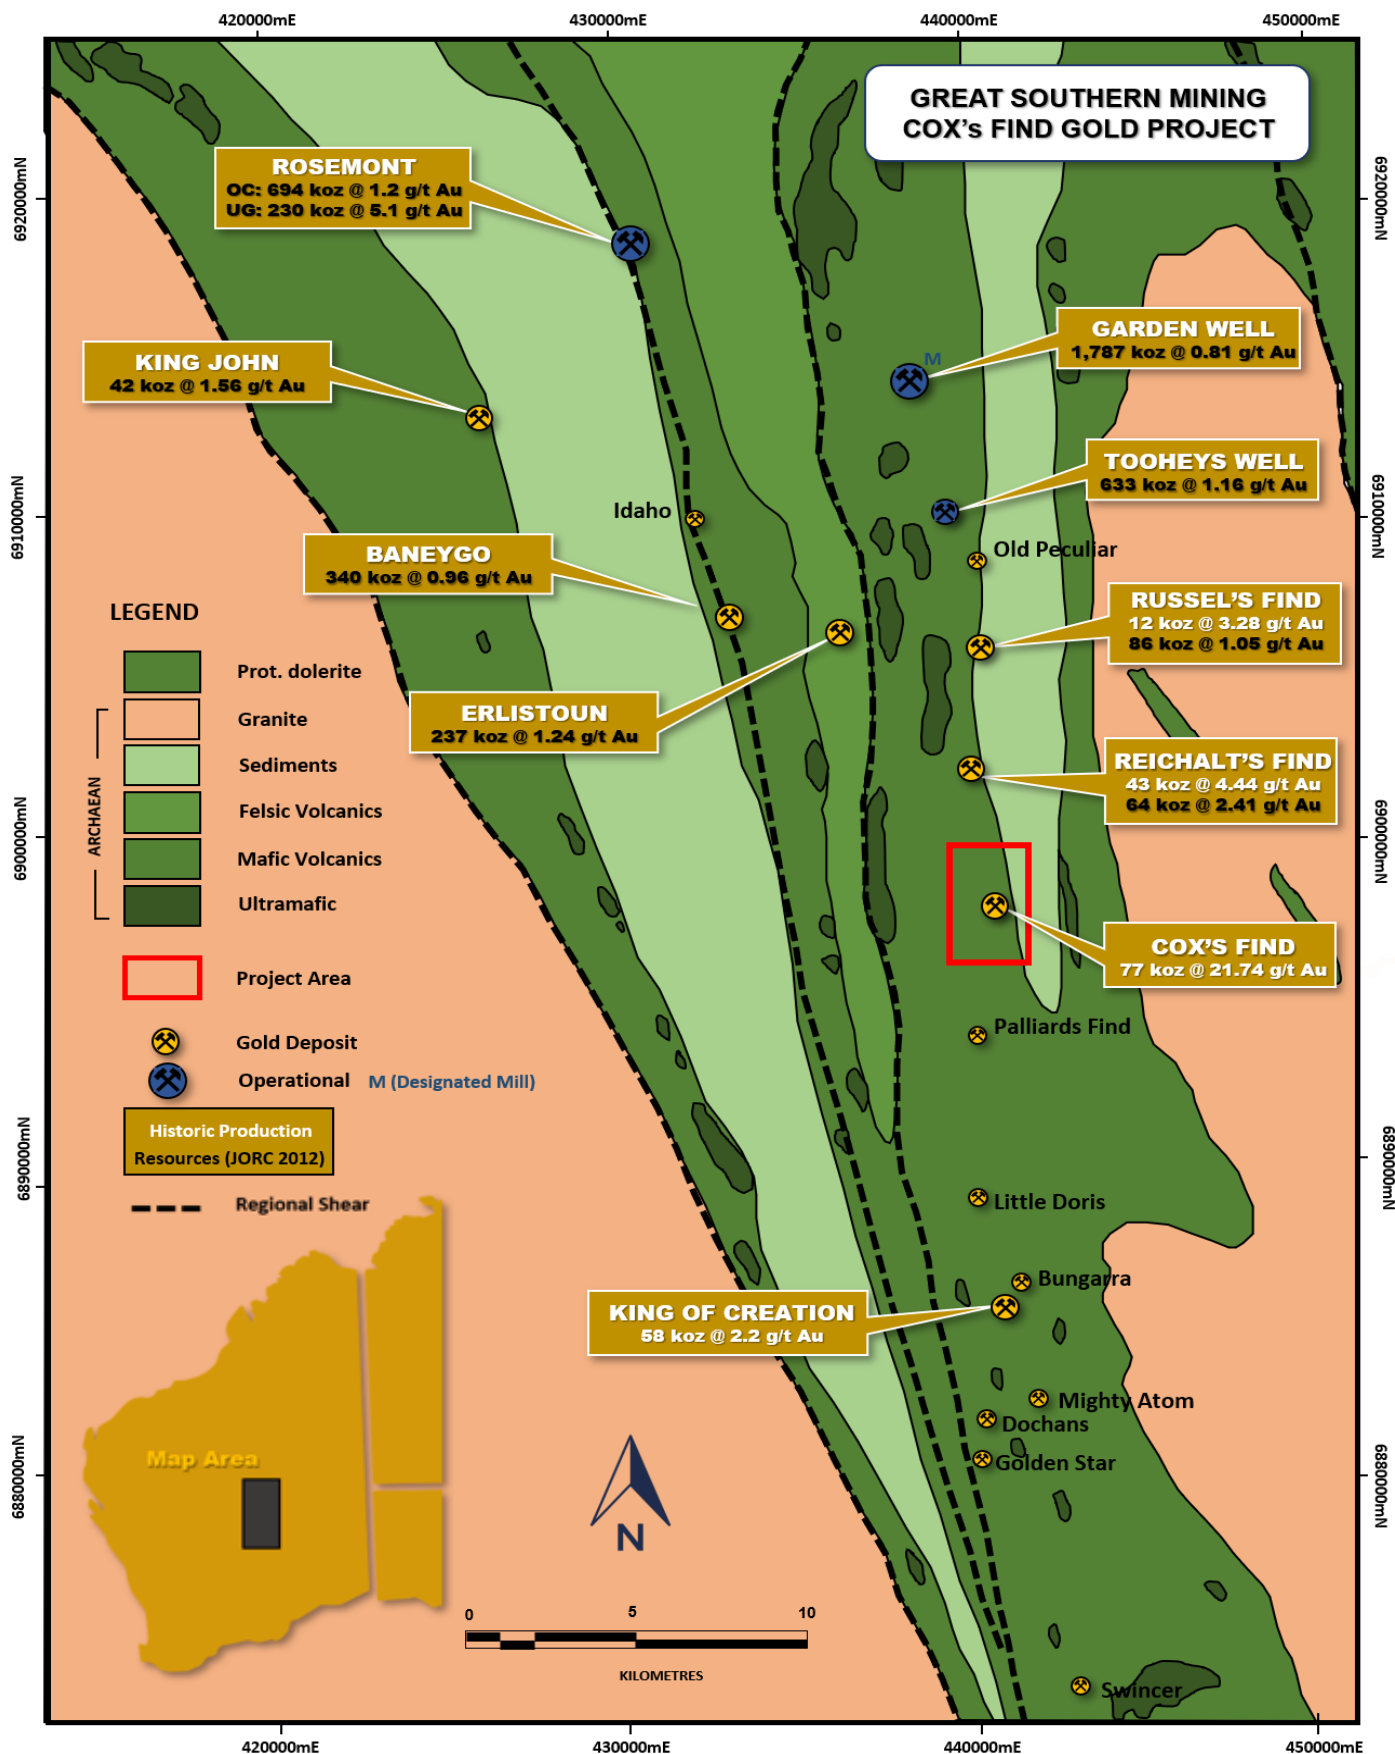 420000mE
430000mE
440000mE
450000mE
GREAT SOUTHERN MINING
COX's FIND GOLD PROJECT
6920000mN
6920000mN
ROSEMONT
OC: 694 koz @ 1.2 g/t Au
UG: 230 koz @ 5.1 g/t Au
GARDEN WELL
1,787 koz @ 0.81 g/t Au
M
KING JOHN
42 koz @ 1.56 g/t Au
TOOHEYS WELL
633 koz @ 1.16 g/t Au
6910000mN
6910000mN
Idaho
Old Peculiar
BANEYGO
340 koz @ 0.96 g/t Au
RUSSEL'S FIND
12 koz @ 3.28 g/t Au
86 koz @ 1.05 g/t Au
ERLISTOUN
237 koz @ 1.24 g/t Au
REICHALT'S FIND
43 koz @ 4.44 g/t Au
64 koz @ 2.41 g/t Au
6900000mN
6900000mN
COX'S FIND
77 koz @ 21.74 g/t Au
Palliards Find
LEGEND
Prot. dolerite
ARCHAEAN
Granite
Sediments
Felsic Volcanics
Mafic Volcanics
Ultramafic
Project Area
Gold Deposit
Operational M (Designated Mill)
Historic Production
Resources (JORC 2012)
Regional Shear
6890000mN
6890000mN
Little Doris
Bungarra
KING OF CREATION
58 koz @ 2.2 g/t Au
Mighty Atom
Dochans
Golden Star
Map Area
6880000mN
6880000mN
N
0 5 10
KILOMETRES
Swincer
420000mE
430000mE
440000mE
450000mE